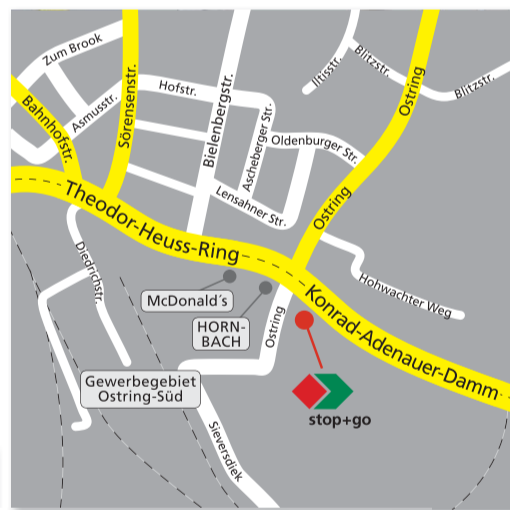 Zum Brook
Iltisstr.
Blitzstr.
Blitzstr.
Hofstr.
Asmusstr.
Bahnhofstr.
Sörensenstr.
Bielenbergstr.
Ascheberger Str.
Oldenburger Str.
Ostring
Lensahner Str.
Ostring
Theodor-Heuss-Ring
Diedrichstr.
McDonald´s
HORN-
BACH
Hohwachter Weg
Konrad-Adenauer-Damm
Ostring
Gewerbegebiet
Ostring-Süd
stop+go
Sieversdiek